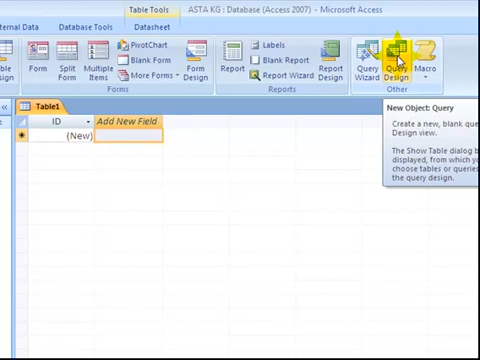 Table Tools ASTA KG : Database (Access 2007) - Microsoft Access
ernal Data Database Tools Datasheet
PivotChart Labels
Blank Form Blank Report
More Forms Report Wizard
Form
Split Form
Multiple Items
Form Design
Report
Report Design
Query Wizard
Query Design
Macro
Forms Reports Other
Table1
ID Add New Field
(New)
New Object: Query
Create a new, blank que
Design view.
The Show Table dialog b
displayed, from which yo
choose tables or queries
the query design.